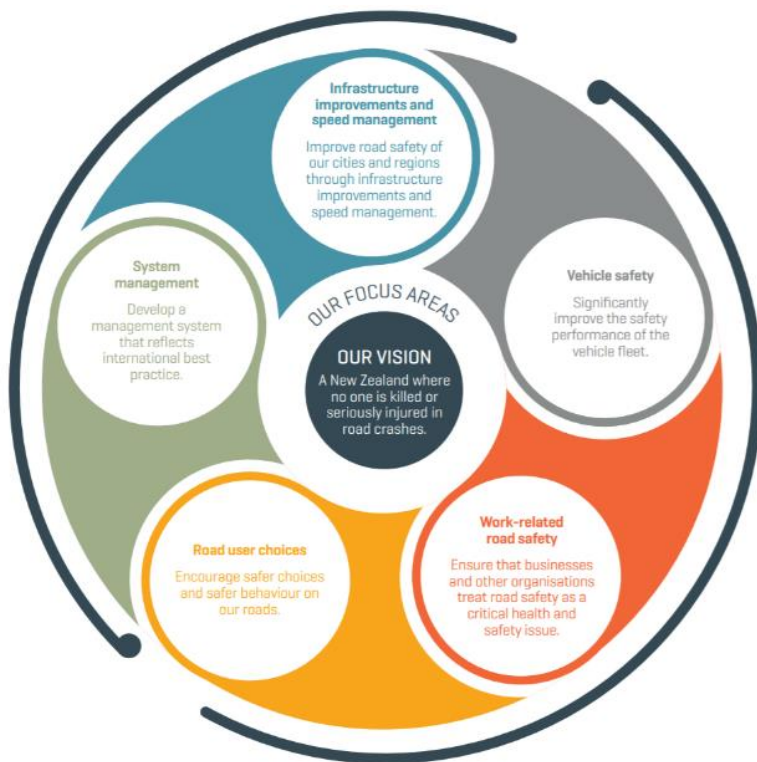 Infrastructure
improvements and
speed management
Improve road safety of
our cities and regions
through infrastructure
improvements and
speed management.
Vehicle safety
Significantly
improve the safety
performance of the
vehicle fleet.
Work-related
road safety
Ensure that businesses
and other organisations
treat road safety as a
critical health and
safety issue.
Road user choices
Encourage safer choices
and safer behaviour on
our roads.
System
management
Develop a
management system
that reflects
international best
practice.
OUR FOCUS AREAS
OUR VISION
A New Zealand where
no one is killed or
seriously injured in
road crashes.